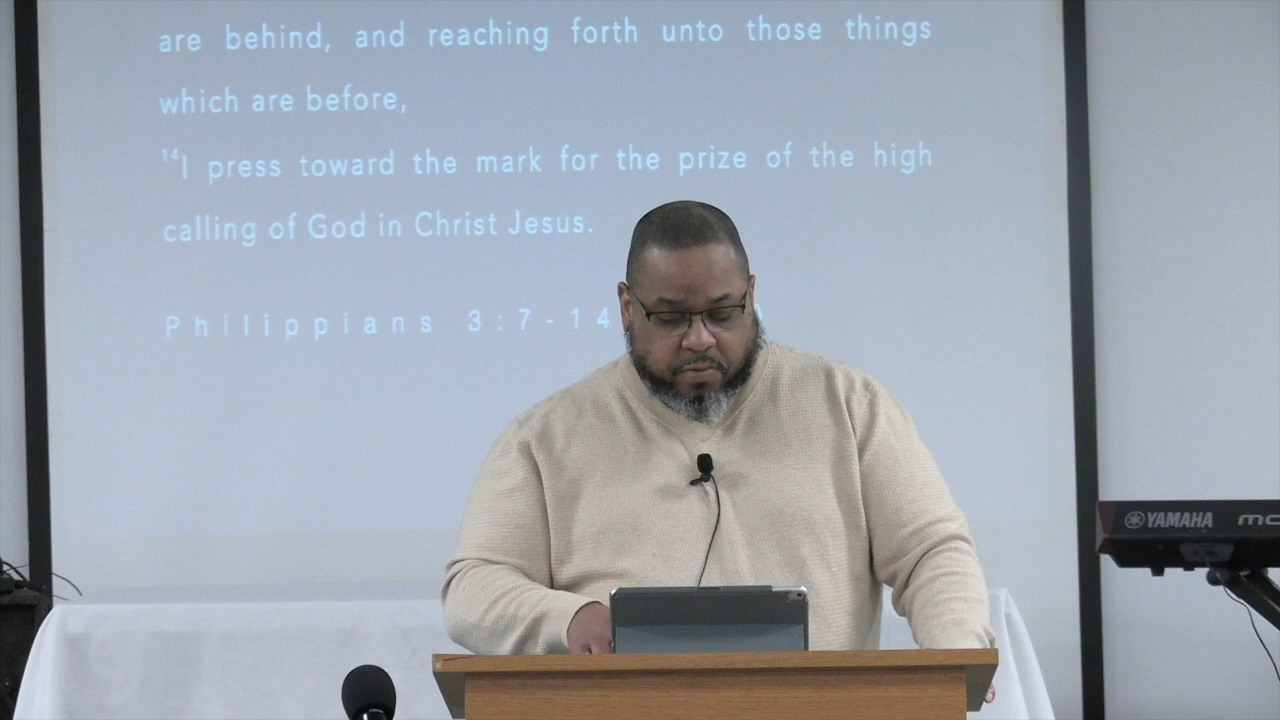 are behind, and reaching forth unto those things
which are before,
¹⁴I press toward the mark for the prize of the high
calling of God in Christ Jesus.
Philippians 3:7-14
YAMAHA